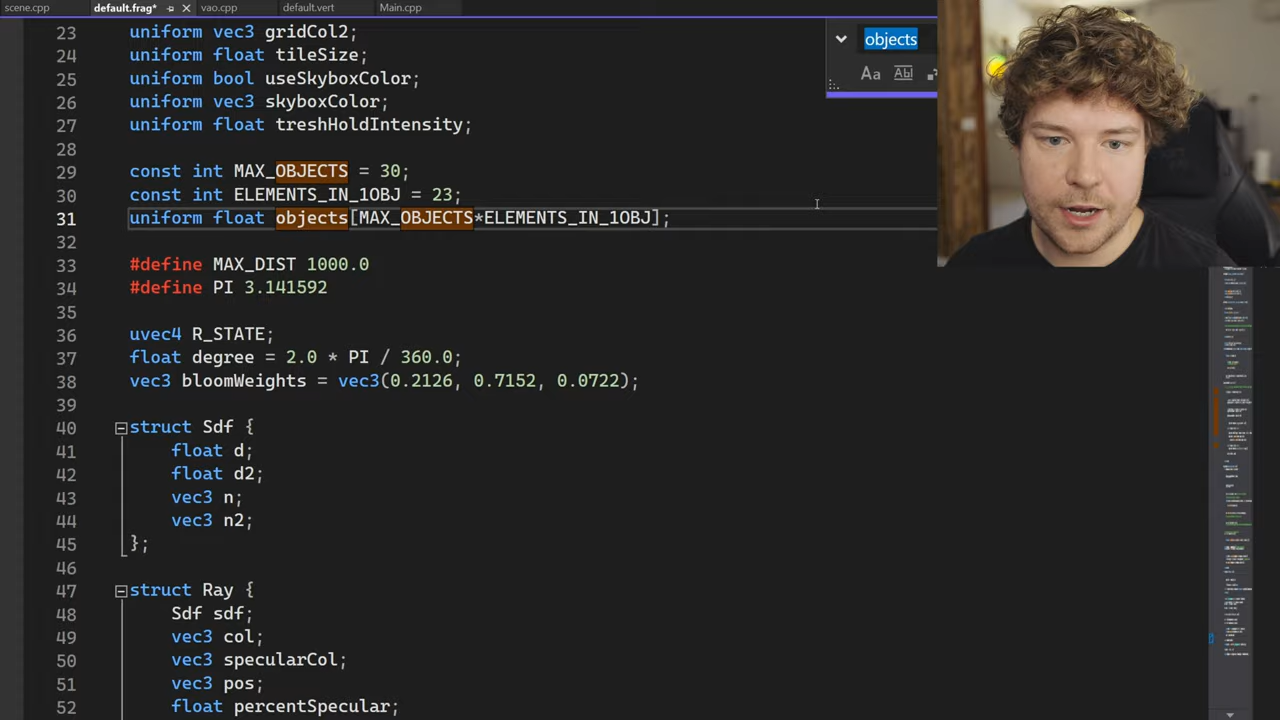 scene.cpp default.frag* vao.cpp default.vert Main.cpp
objects
Aa Abl
23 uniform vec3 gridCol2;
24 uniform float tileSize;
25 uniform bool useSkyboxColor;
26 uniform vec3 skyboxColor;
27 uniform float treshHoldIntensity;
28
29 const int MAX_OBJECTS = 30;
30 const int ELEMENTS_IN_1OBJ = 23;
31 uniform float objects[MAX_OBJECTS*ELEMENTS_IN_1OBJ];
32
33 #define MAX_DIST 1000.0
34 #define PI 3.141592
35
36 uvec4 R_STATE;
37 float degree = 2.0 * PI / 360.0;
38 vec3 bloomWeights = vec3(0.2126, 0.7152, 0.0722);
39
40 struct Sdf {
41 float d;
42 float d2;
43 vec3 n;
44 vec3 n2;
45 };
46
47 struct Ray {
48 Sdf sdf;
49 vec3 col;
50 vec3 specularCol;
51 vec3 pos;
52 float percentSpecular;